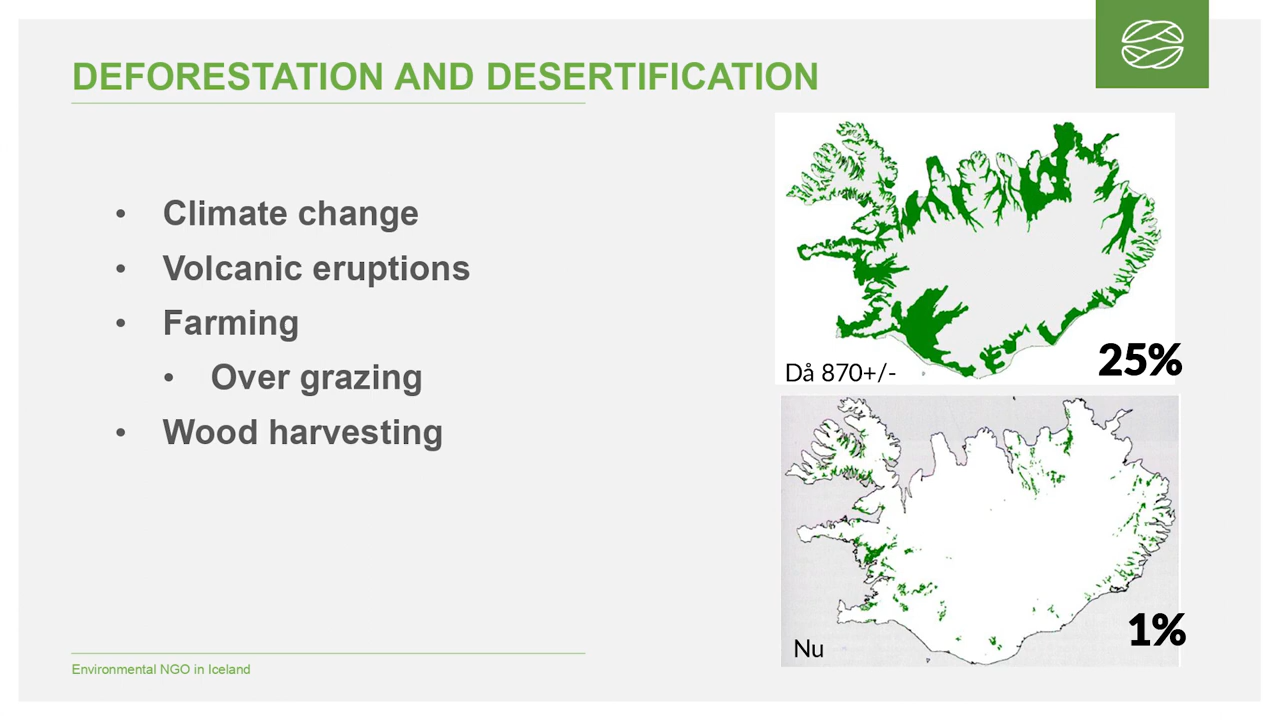 DEFORESTATION AND DESERTIFICATION
• Climate change
• Volcanic eruptions
• Farming
• Over grazing
• Wood harvesting
Då 870+/-
25%
Nu
1%
Environmental NGO in Iceland